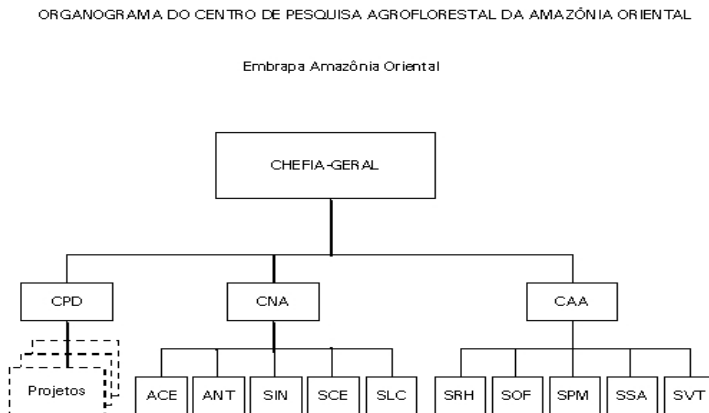 ORGANOGRAMA DO CENTRO DE PESQUISA AGROFLORESTAL DA AMAZÔNIA ORIENTAL
Embrapa Amazônia Oriental
CHEFIA-GERAL
CPD CNA CAA
Projetos ACE ANT SIN SCE SLC SRH SOF SPM SSA SVT